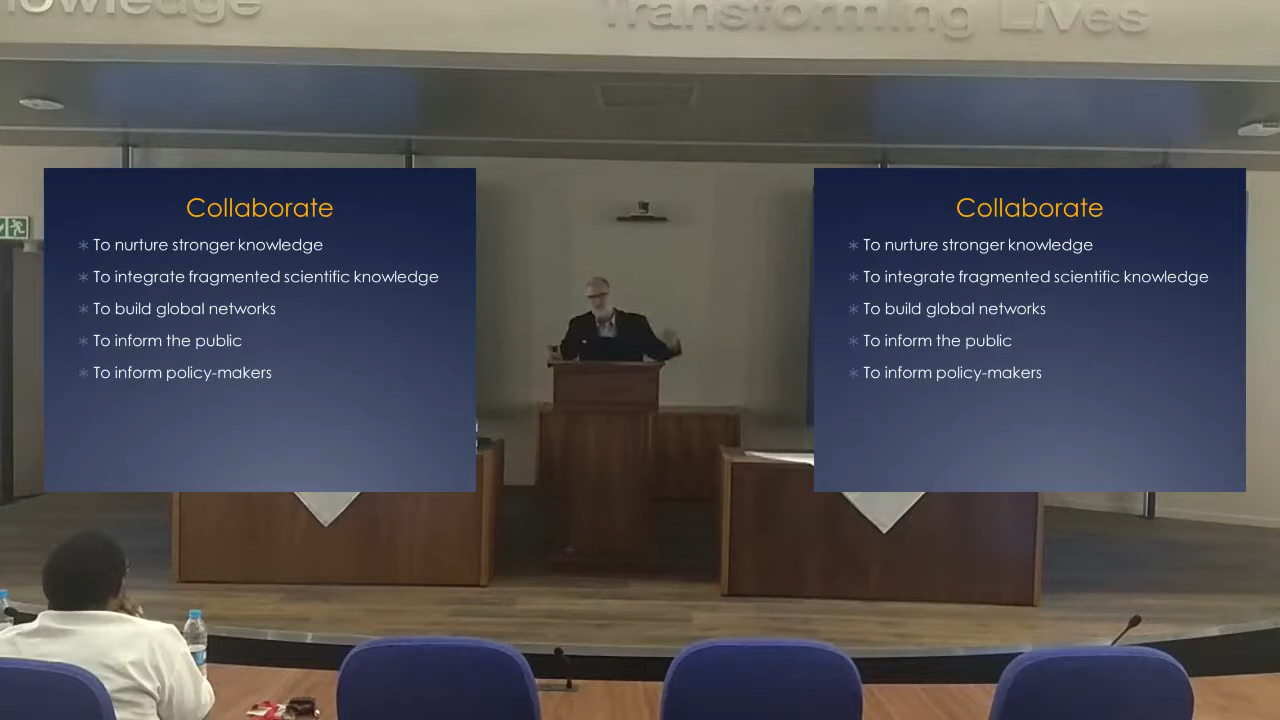 owledge
Transforming Lives
Collaborate
To nurture stronger knowledge
To integrate fragmented scientific knowledge
To build global networks
To inform the public
To inform policy-makers
Collaborate
To nurture stronger knowledge
To integrate fragmented scientific knowledge
To build global networks
To inform the public
To inform policy-makers